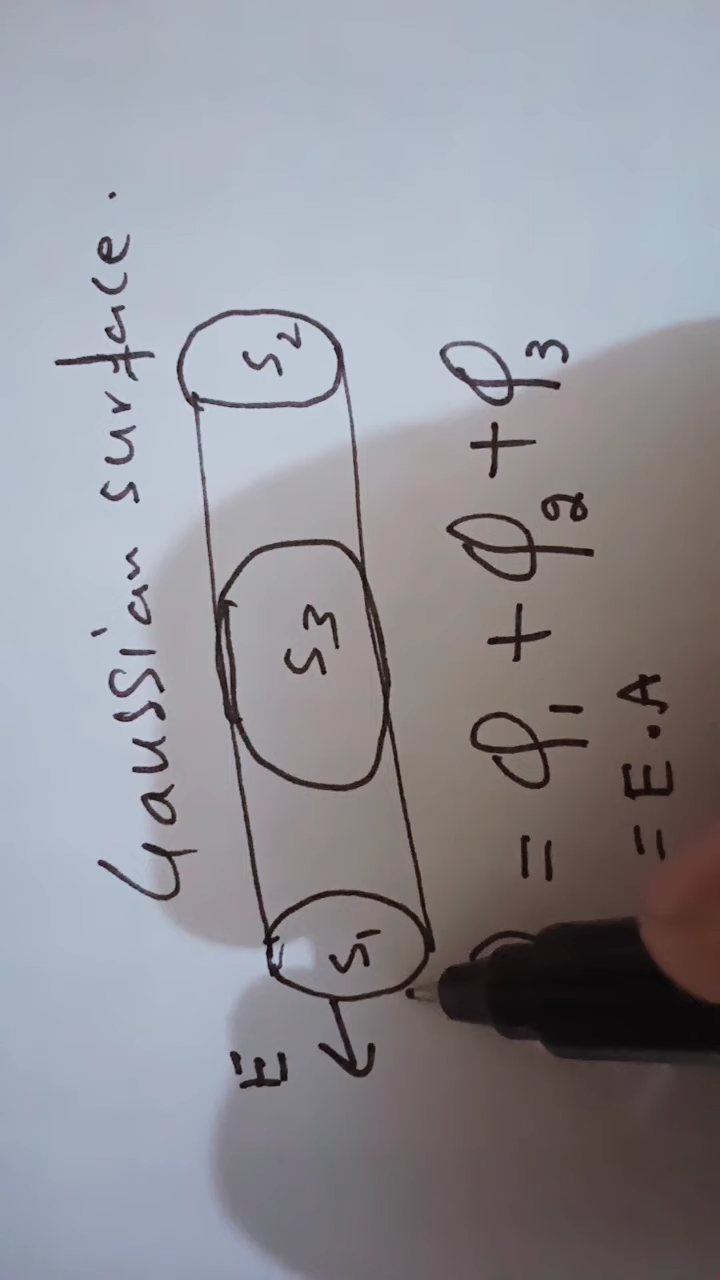 Gaussian surface.
Ē
S₁ S₃ S₂
= φ₁ + φ₂ + φ₃
= E.A